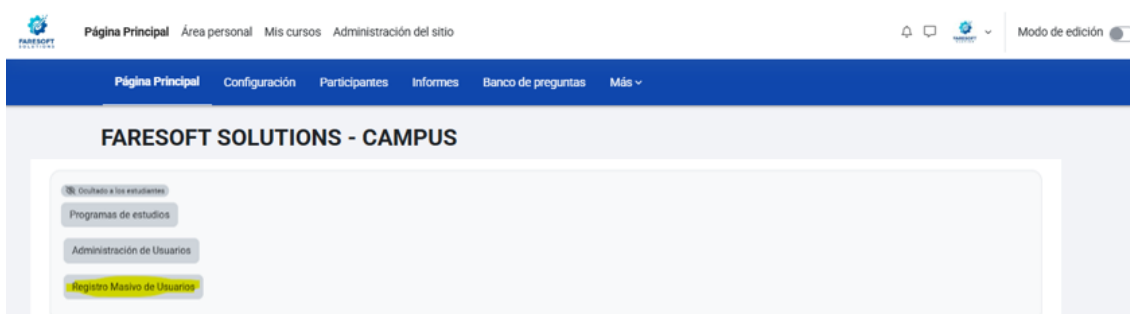 FARESOFT
SOLUTIONS
Página Principal Área personal Mis cursos Administración del sitio
FARESOFT
Modo de edición
Página Principal Configuración Participantes Informes Banco de preguntas Más
FARESOFT SOLUTIONS - CAMPUS
Ocultado a los estudiantes
Programas de estudios
Administración de Usuarios
Registro Masivo de Usuarios